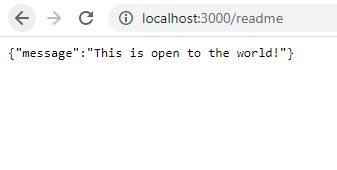 localhost:3000/readme
{"message":"This is open to the world!"}